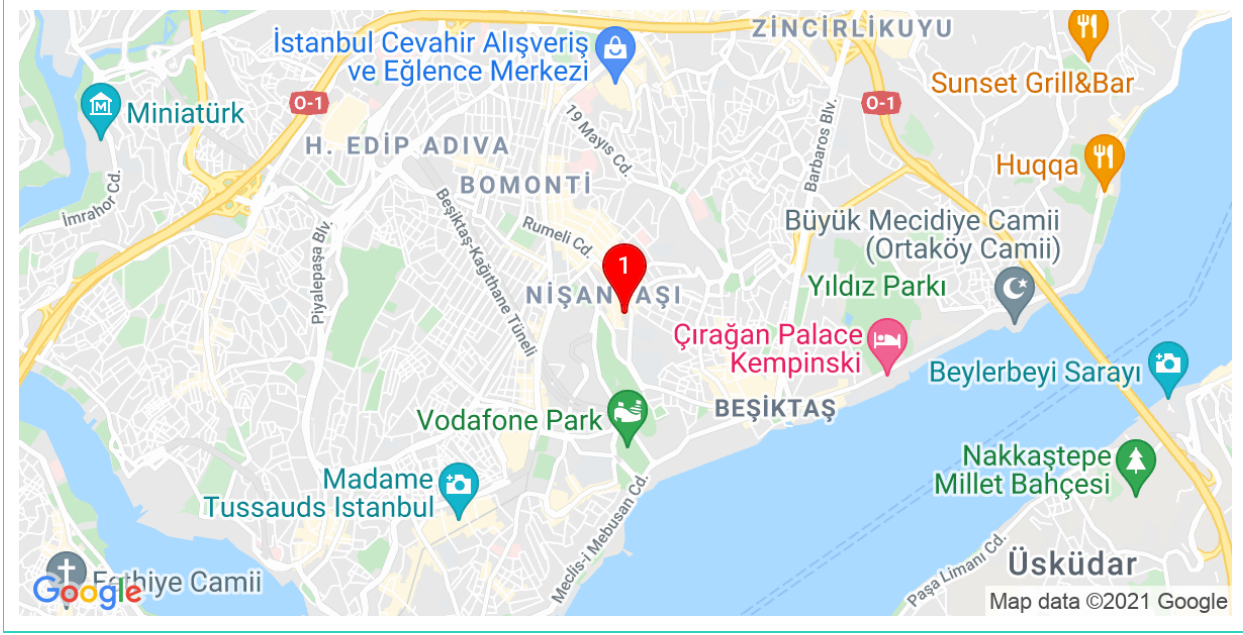 ZİNCİRLİKUYU
İstanbul Cevahir Alışveriş
ve Eğlence Merkezi
Sunset Grill&Bar
O-1
O-1
Miniatürk
19 Mayıs Cd.
Barbaros Blv.
H. EDİP ADIVA
Huqqa
BOMONTİ
İmrahor Cd.
Beşiktaş-Kağıthane Tüneli
Rumeli Cd.
Büyük Mecidiye Camii
(Ortaköy Camii)
Piyalepaşa Blv.
1
NİŞANTAŞI
Yıldız Parkı
Çırağan Palace
Kempinski
Beylerbeyi Sarayı
BEŞİKTAŞ
Vodafone Park
Nakkaştepe
Millet Bahçesi
Madame
Tussauds Istanbul
Meclis-i Mebusan Cd.
Paşa Limanı Cd.
Üsküdar
Fethiye Camii
Google
Map data ©2021 Google